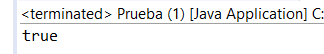 <terminated> Prueba (1) [Java Application] C:
true